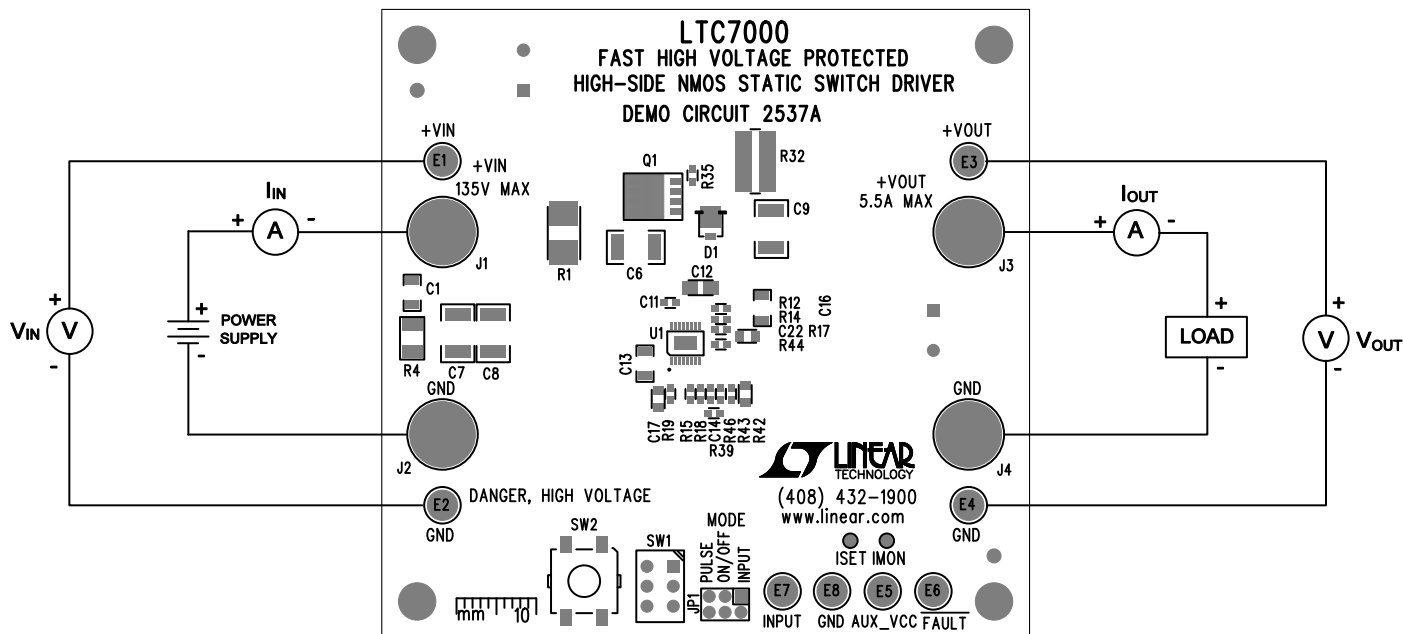 LTC7000
FAST HIGH VOLTAGE PROTECTED
HIGH-SIDE NMOS STATIC SWITCH DRIVER
DEMO CIRCUIT 2537A
+VIN
E1
+VIN
135V MAX
J1
IIN
+ A -
VIN
+
V
-
+
POWER
SUPPLY
-
C1
R4
C7
C8
GND
J2
E2
GND
DANGER, HIGH VOLTAGE
Q1
R35
R32
R1
C6
D1
C9
C12
C11
U1
C13
R12
R14
C22
R44
R17
C16
C17
R19
R15
R18
C14
R39
R46
R43
R42
+VOUT
E3
+VOUT
5.5A MAX
J3
IOUT
+ A -
+
LOAD
-
+
V
-
VOUT
GND
J4
E4
GND
LINEAR
TECHNOLOGY
(408) 432-1900
www.linear.com
ISET IMON
SW2
SW1
MODE
PULSE
ON/OFF
INPUT
JP1
mm 10
E7
E8
E5
E6
INPUT
GND
AUX_VCC
FAULT